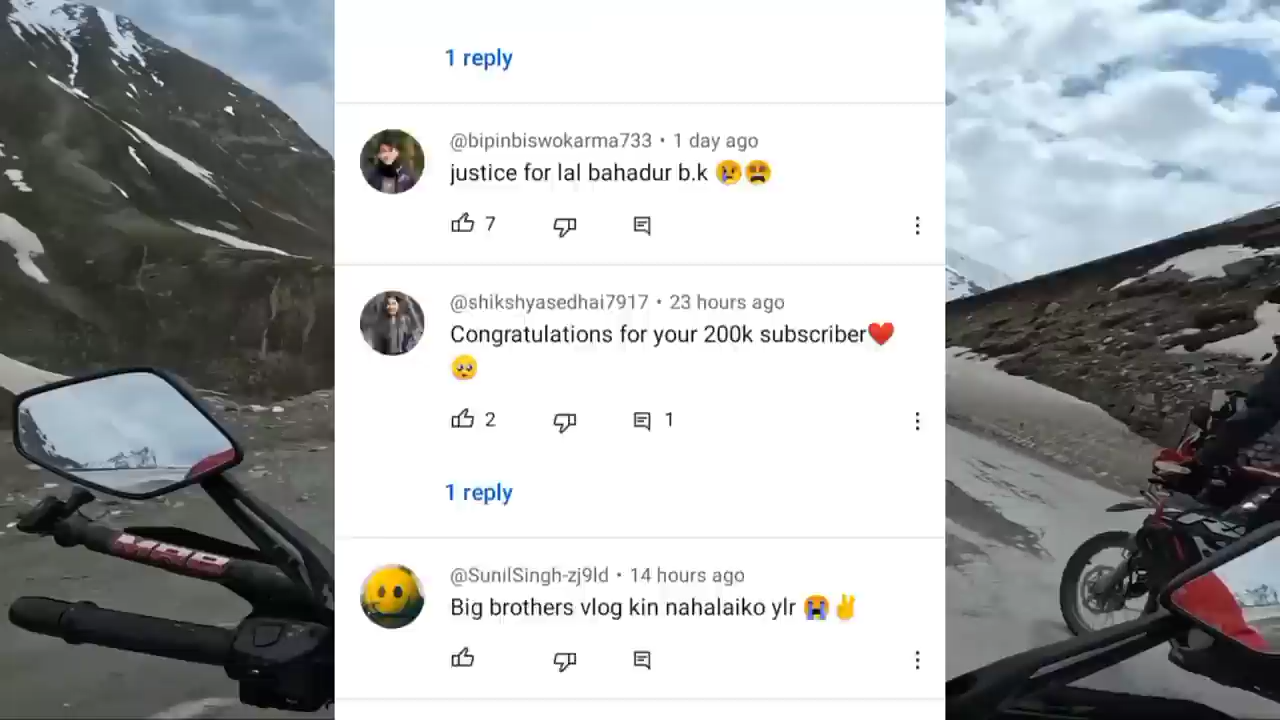 1 reply
@bipinbiswokarma733 • 1 day ago
justice for lal bahadur b.k 😢😭
7
@shikshyasedhai7917 • 23 hours ago
Congratulations for your 200k subscriber❤️
🥺
2 1
1 reply
@SunilSingh-zj9ld • 14 hours ago
Big brothers vlog kin nahalaiko ylr 😭✌️